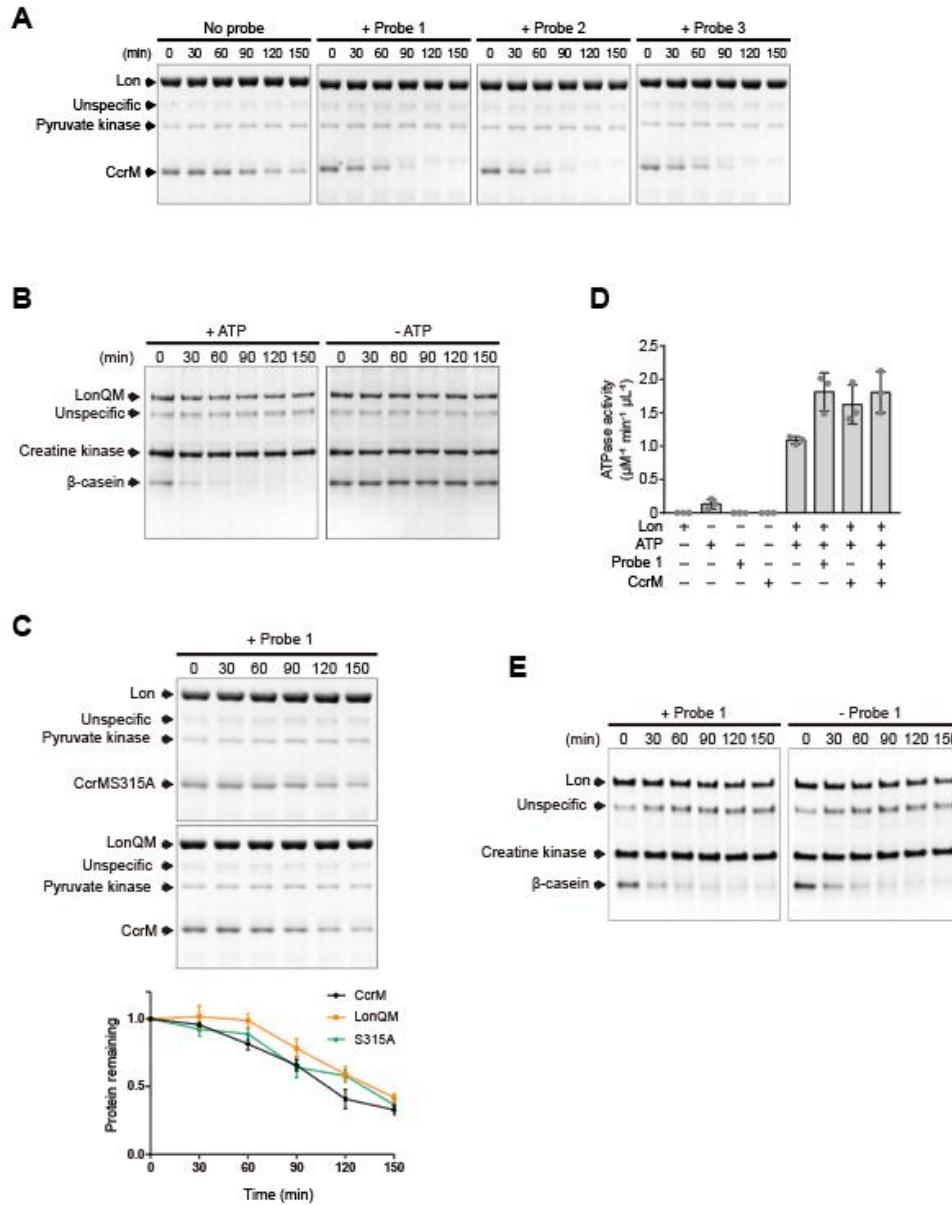 A
No probe + Probe 1 + Probe 2 + Probe 3
(min) 0 30 60 90 120 150 0 30 60 90 120 150 0 30 60 90 120 150 0 30 60 90 120 150
Lon
Unspecific
Pyruvate kinase
CcrM
B
+ ATP - ATP
(min) 0 30 60 90 120 150 0 30 60 90 120 150
LonQM
Unspecific
Creatine kinase
β-casein
D
ATPase activity
(µM⁻¹ min⁻¹ µL⁻¹)
2.5
2.0
1.5
1.0
0.5
0
Lon + – – – + + + +
ATP – + – – + + + +
Probe 1 – – + – – + – +
CcrM – – – + – – + +
C
+ Probe 1
0 30 60 90 120 150
Lon
Unspecific
Pyruvate kinase
CcrMS315A
LonQM
Unspecific
Pyruvate kinase
CcrM
CcrM
LonQM
S315A
Protein remaining
1.0
0.5
0.0
0 30 60 90 120 150
Time (min)
E
+ Probe 1 - Probe 1
(min) 0 30 60 90 120 150 0 30 60 90 120 150
Lon
Unspecific
Creatine kinase
β-casein